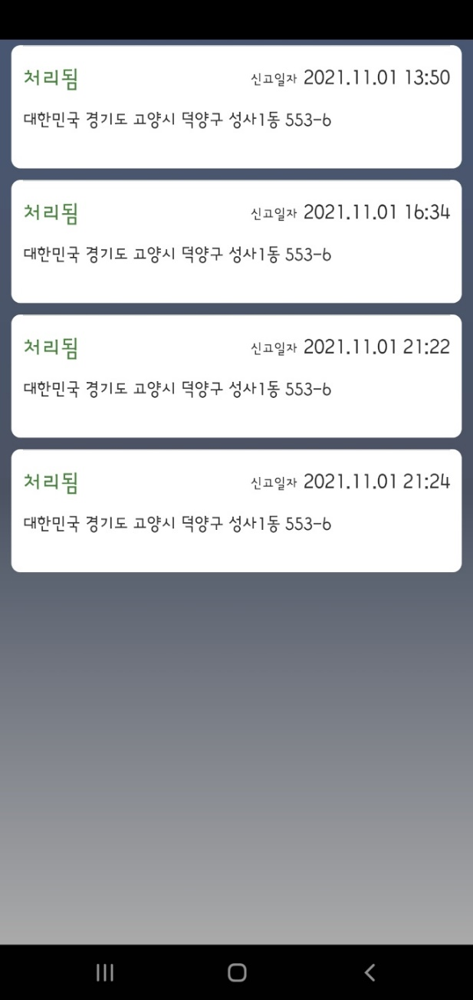 처리됨 신고일자 2021.11.01 13:50
대한민국 경기도 고양시 덕양구 성사1동 553-6
처리됨 신고일자 2021.11.01 16:34
대한민국 경기도 고양시 덕양구 성사1동 553-6
처리됨 신고일자 2021.11.01 21:22
대한민국 경기도 고양시 덕양구 성사1동 553-6
처리됨 신고일자 2021.11.01 21:24
대한민국 경기도 고양시 덕양구 성사1동 553-6